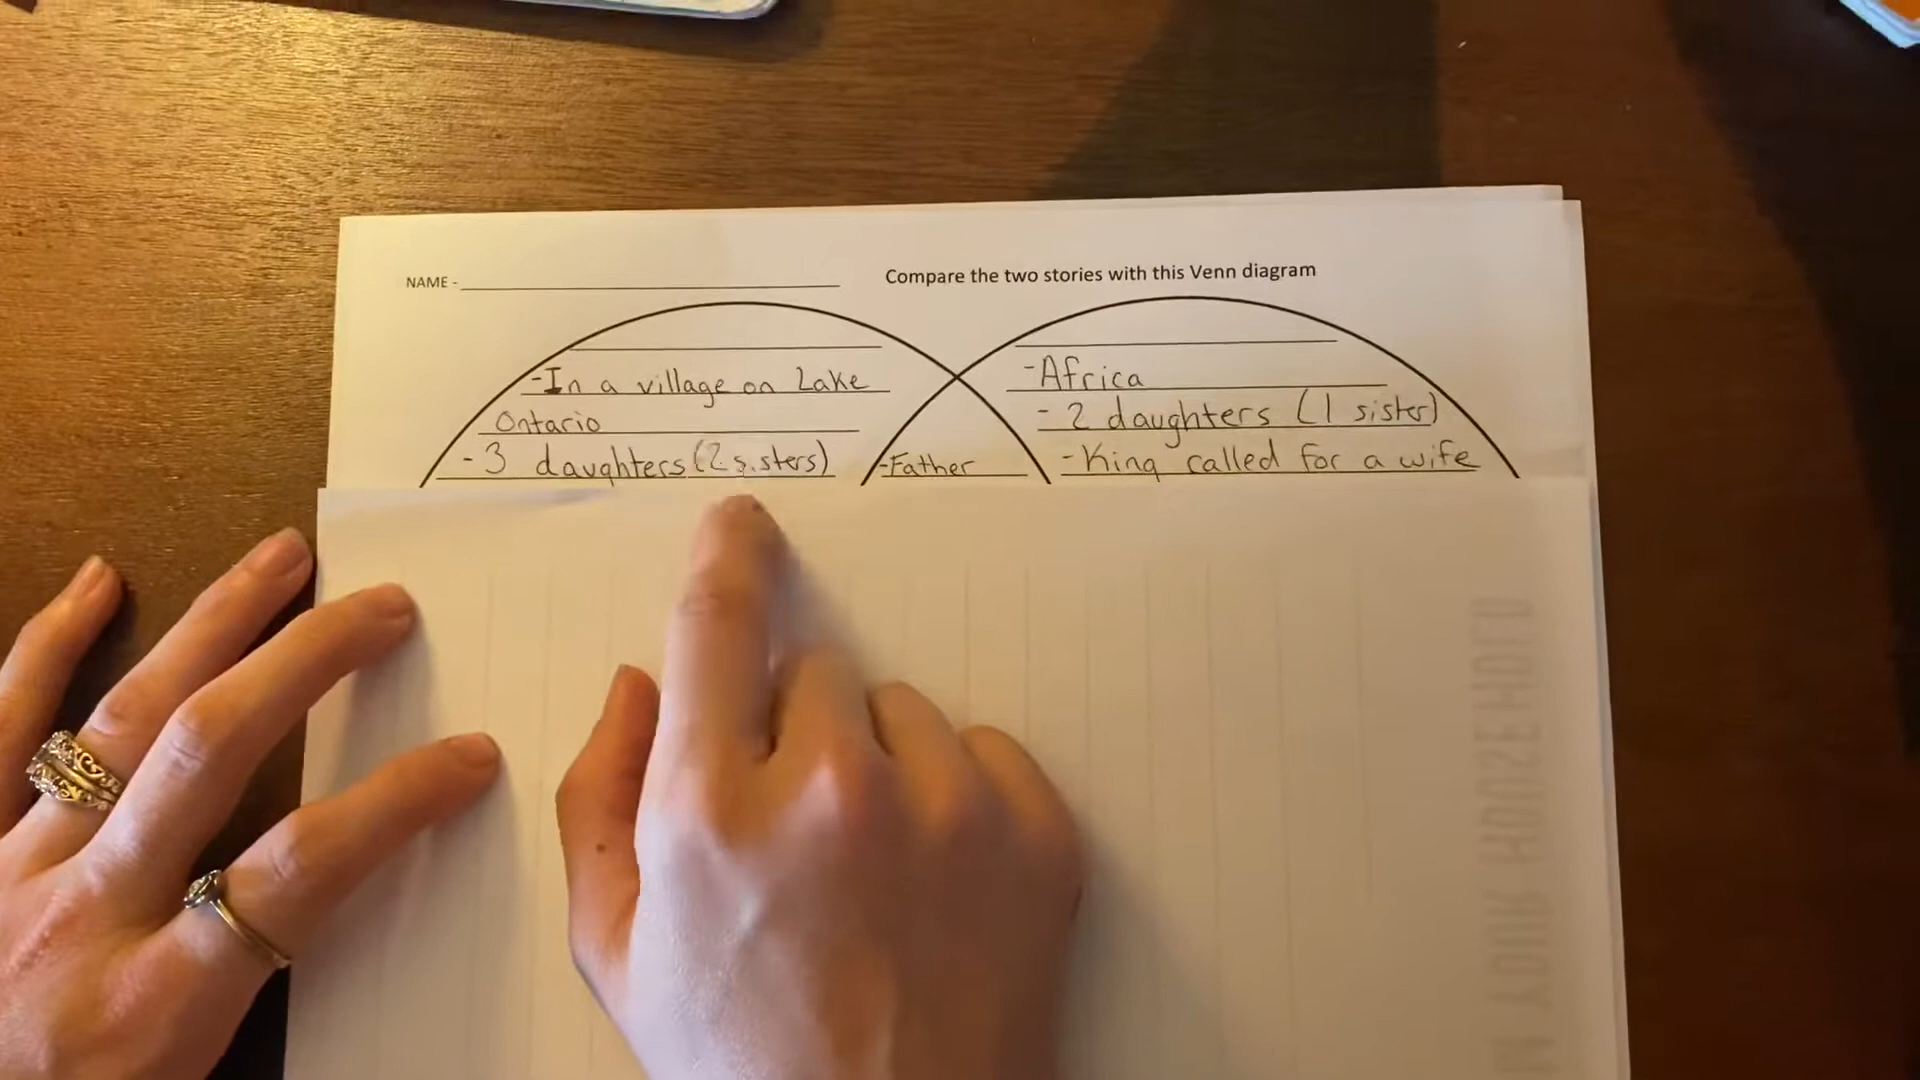 NAME -
Compare the two stories with this Venn diagram
-In a village on Lake
Ontario
- 3 daughters (2 sisters)
-Father
-Africa
- 2 daughters (1 sister)
-King called for a wife